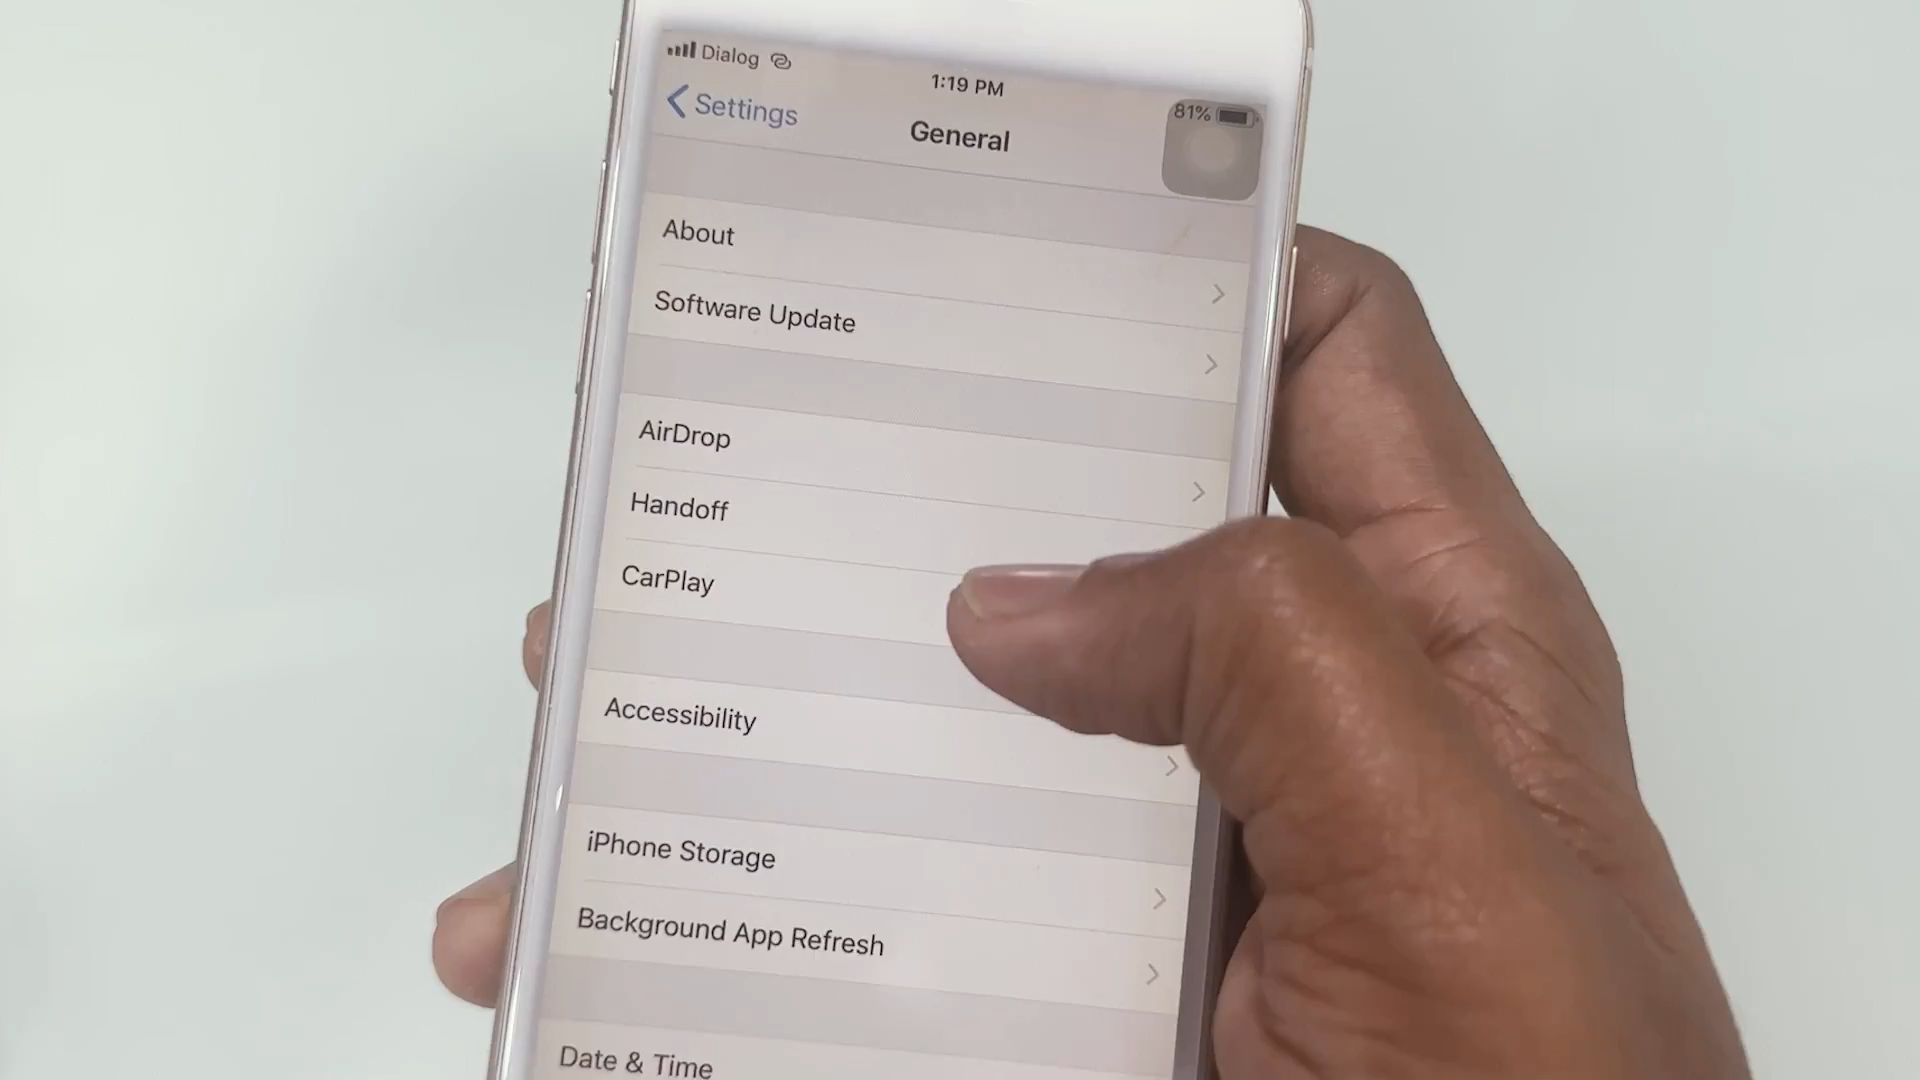 Dialog
1:19 PM
81%
Settings
General
About
Software Update
AirDrop
Handoff
CarPlay
Accessibility
iPhone Storage
Background App Refresh
Date & Time